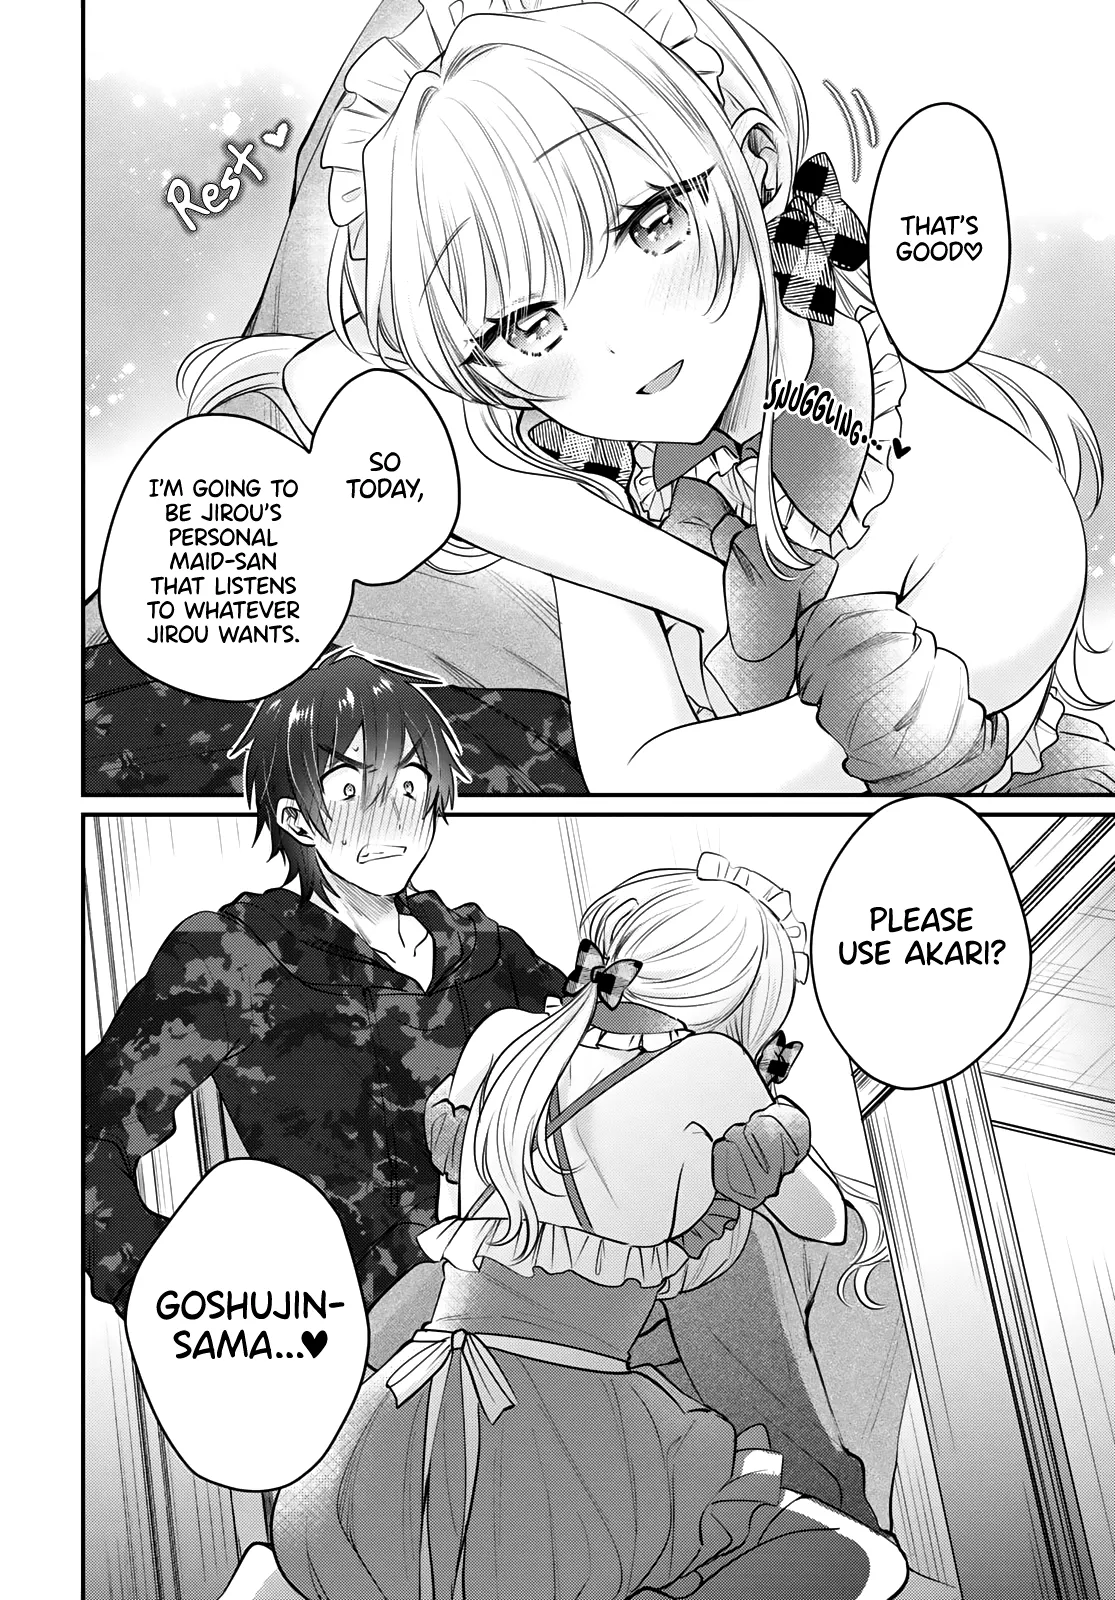 THAT'S
GOOD♡
Rest♥
SNUGGLING...♥
SO
TODAY,
I'M GOING TO
BE JIROU'S
PERSONAL
MAID-SAN
THAT LISTENS
TO WHATEVER
JIROU WANTS.
PLEASE
USE AKARI?
GOSHUJIN-
SAMA...♥